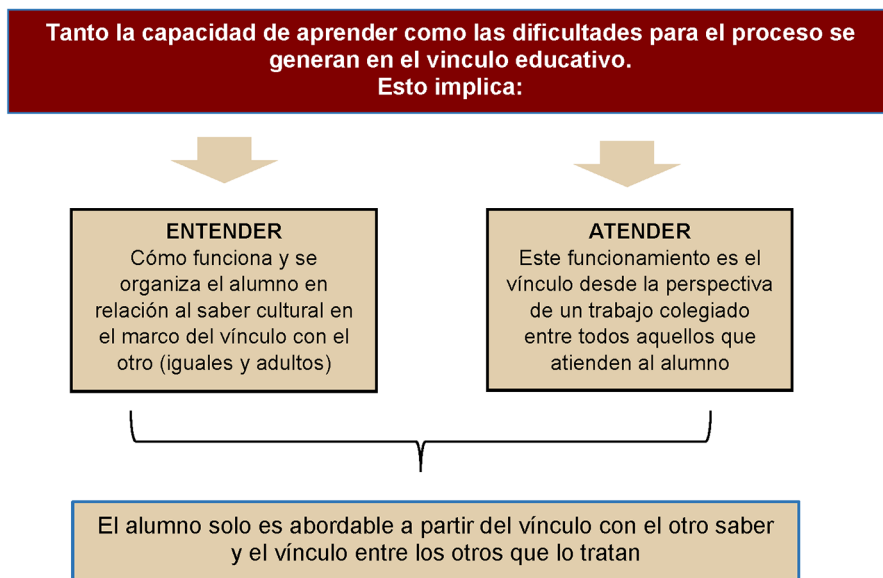 Tanto la capacidad de aprender como las dificultades para el proceso se
generan en el vinculo educativo.
Esto implica:
ENTENDER
Cómo funciona y se
organiza el alumno en
relación al saber cultural en
el marco del vínculo con el
otro (iguales y adultos)
ATENDER
Este funcionamiento es el
vínculo desde la perspectiva
de un trabajo colegiado
entre todos aquellos que
atienden al alumno
El alumno solo es abordable a partir del vínculo con el otro saber
y el vínculo entre los otros que lo tratan